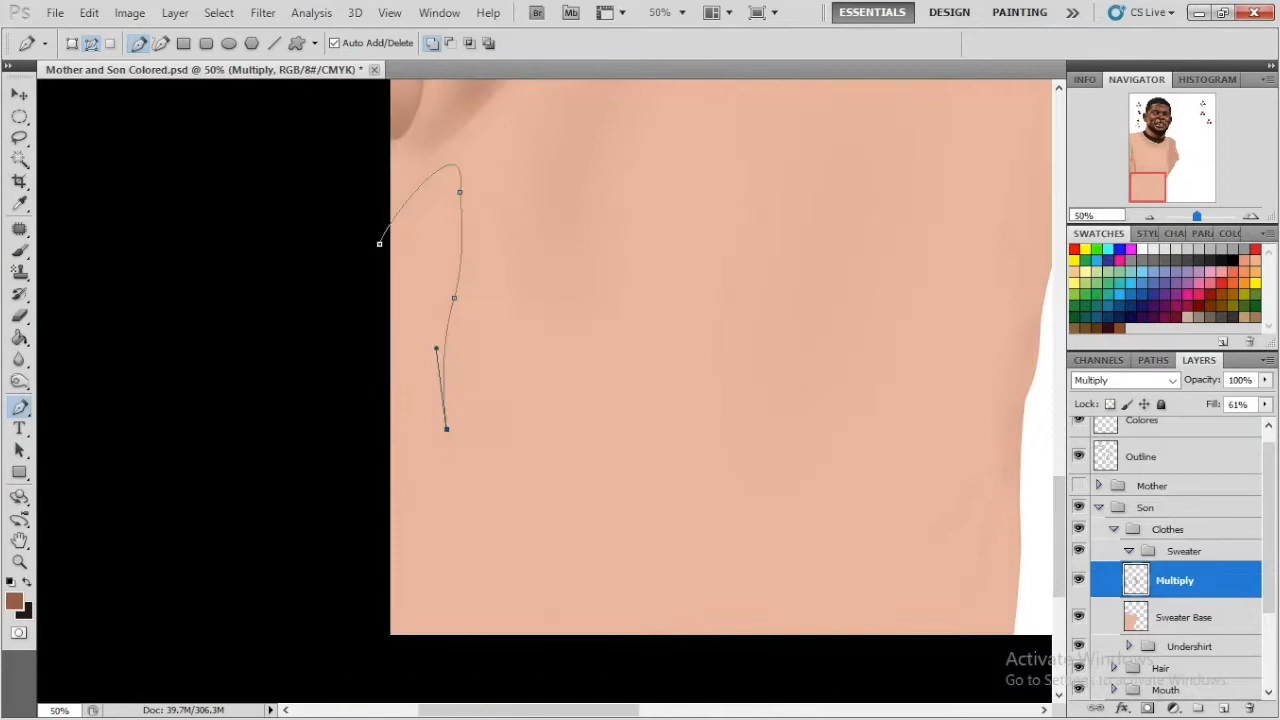 Ps File Edit Image Layer Select Filter Analysis 3D View Window Help Br Mb 50% ESSENTIALS DESIGN PAINTING CS Live
Auto Add/Delete
Mother and Son Colored.psd @ 50% (Multiply, RGB/8#/CMYK) *
INFO NAVIGATOR HISTOGRAM
50%
SWATCHES STYL CHA PARA COLO
CHANNELS PATHS LAYERS
Multiply Opacity: 100%
Lock: Fill: 61%
Colores
Outline
Mother
Son
Clothes
Sweater
Multiply
Sweater Base
Undershirt
Hair
Mouth
Activate Windows
Go to Settings to activate Windows.
50% Doc: 39.7M/306.3M